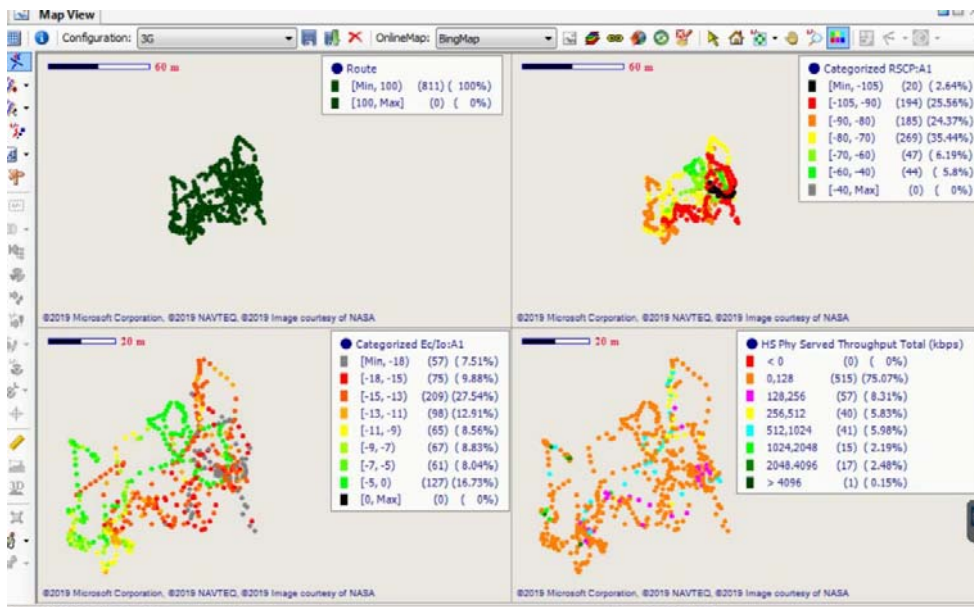 Map View
Configuration: 3G OnlineMap: BingMap
60 m
Route
[Min, 100) (811) ( 100%)
[100, Max] (0) ( 0%)
©2019 Microsoft Corporation, ©2019 NAVTEQ, ©2019 Image courtesy of NASA
60 m
Categorized RSCP:A1
[Min, -105) (20) ( 2.64%)
[-105, -90) (194) (25.56%)
[-90, -80) (185) (24.37%)
[-80, -70) (269) (35.44%)
[-70, -60) (47) ( 6.19%)
[-60, -40) (44) ( 5.8%)
[-40, Max] (0) ( 0%)
©2019 Microsoft Corporation, ©2019 NAVTEQ, ©2019 Image courtesy of NASA
20 m
Categorized Ec/Io:A1
[Min, -18) (57) ( 7.51%)
[-18, -15) (75) ( 9.88%)
[-15, -13) (209) (27.54%)
[-13, -11) (98) (12.91%)
[-11, -9) (65) ( 8.56%)
[-9, -7) (67) ( 8.83%)
[-7, -5) (61) ( 8.04%)
[-5, 0) (127) (16.73%)
[0, Max] (0) ( 0%)
©2019 Microsoft Corporation, ©2019 NAVTEQ, ©2019 Image courtesy of NASA
20 m
HS Phy Served Throughput Total (kbps)
< 0 (0) ( 0%)
0,128 (515) (75.07%)
128,256 (57) ( 8.31%)
256,512 (40) ( 5.83%)
512,1024 (41) ( 5.98%)
1024,2048 (15) ( 2.19%)
2048.4096 (17) ( 2.48%)
> 4096 (1) ( 0.15%)
©2019 Microsoft Corporation, ©2019 NAVTEQ, ©2019 Image courtesy of NASA
3D